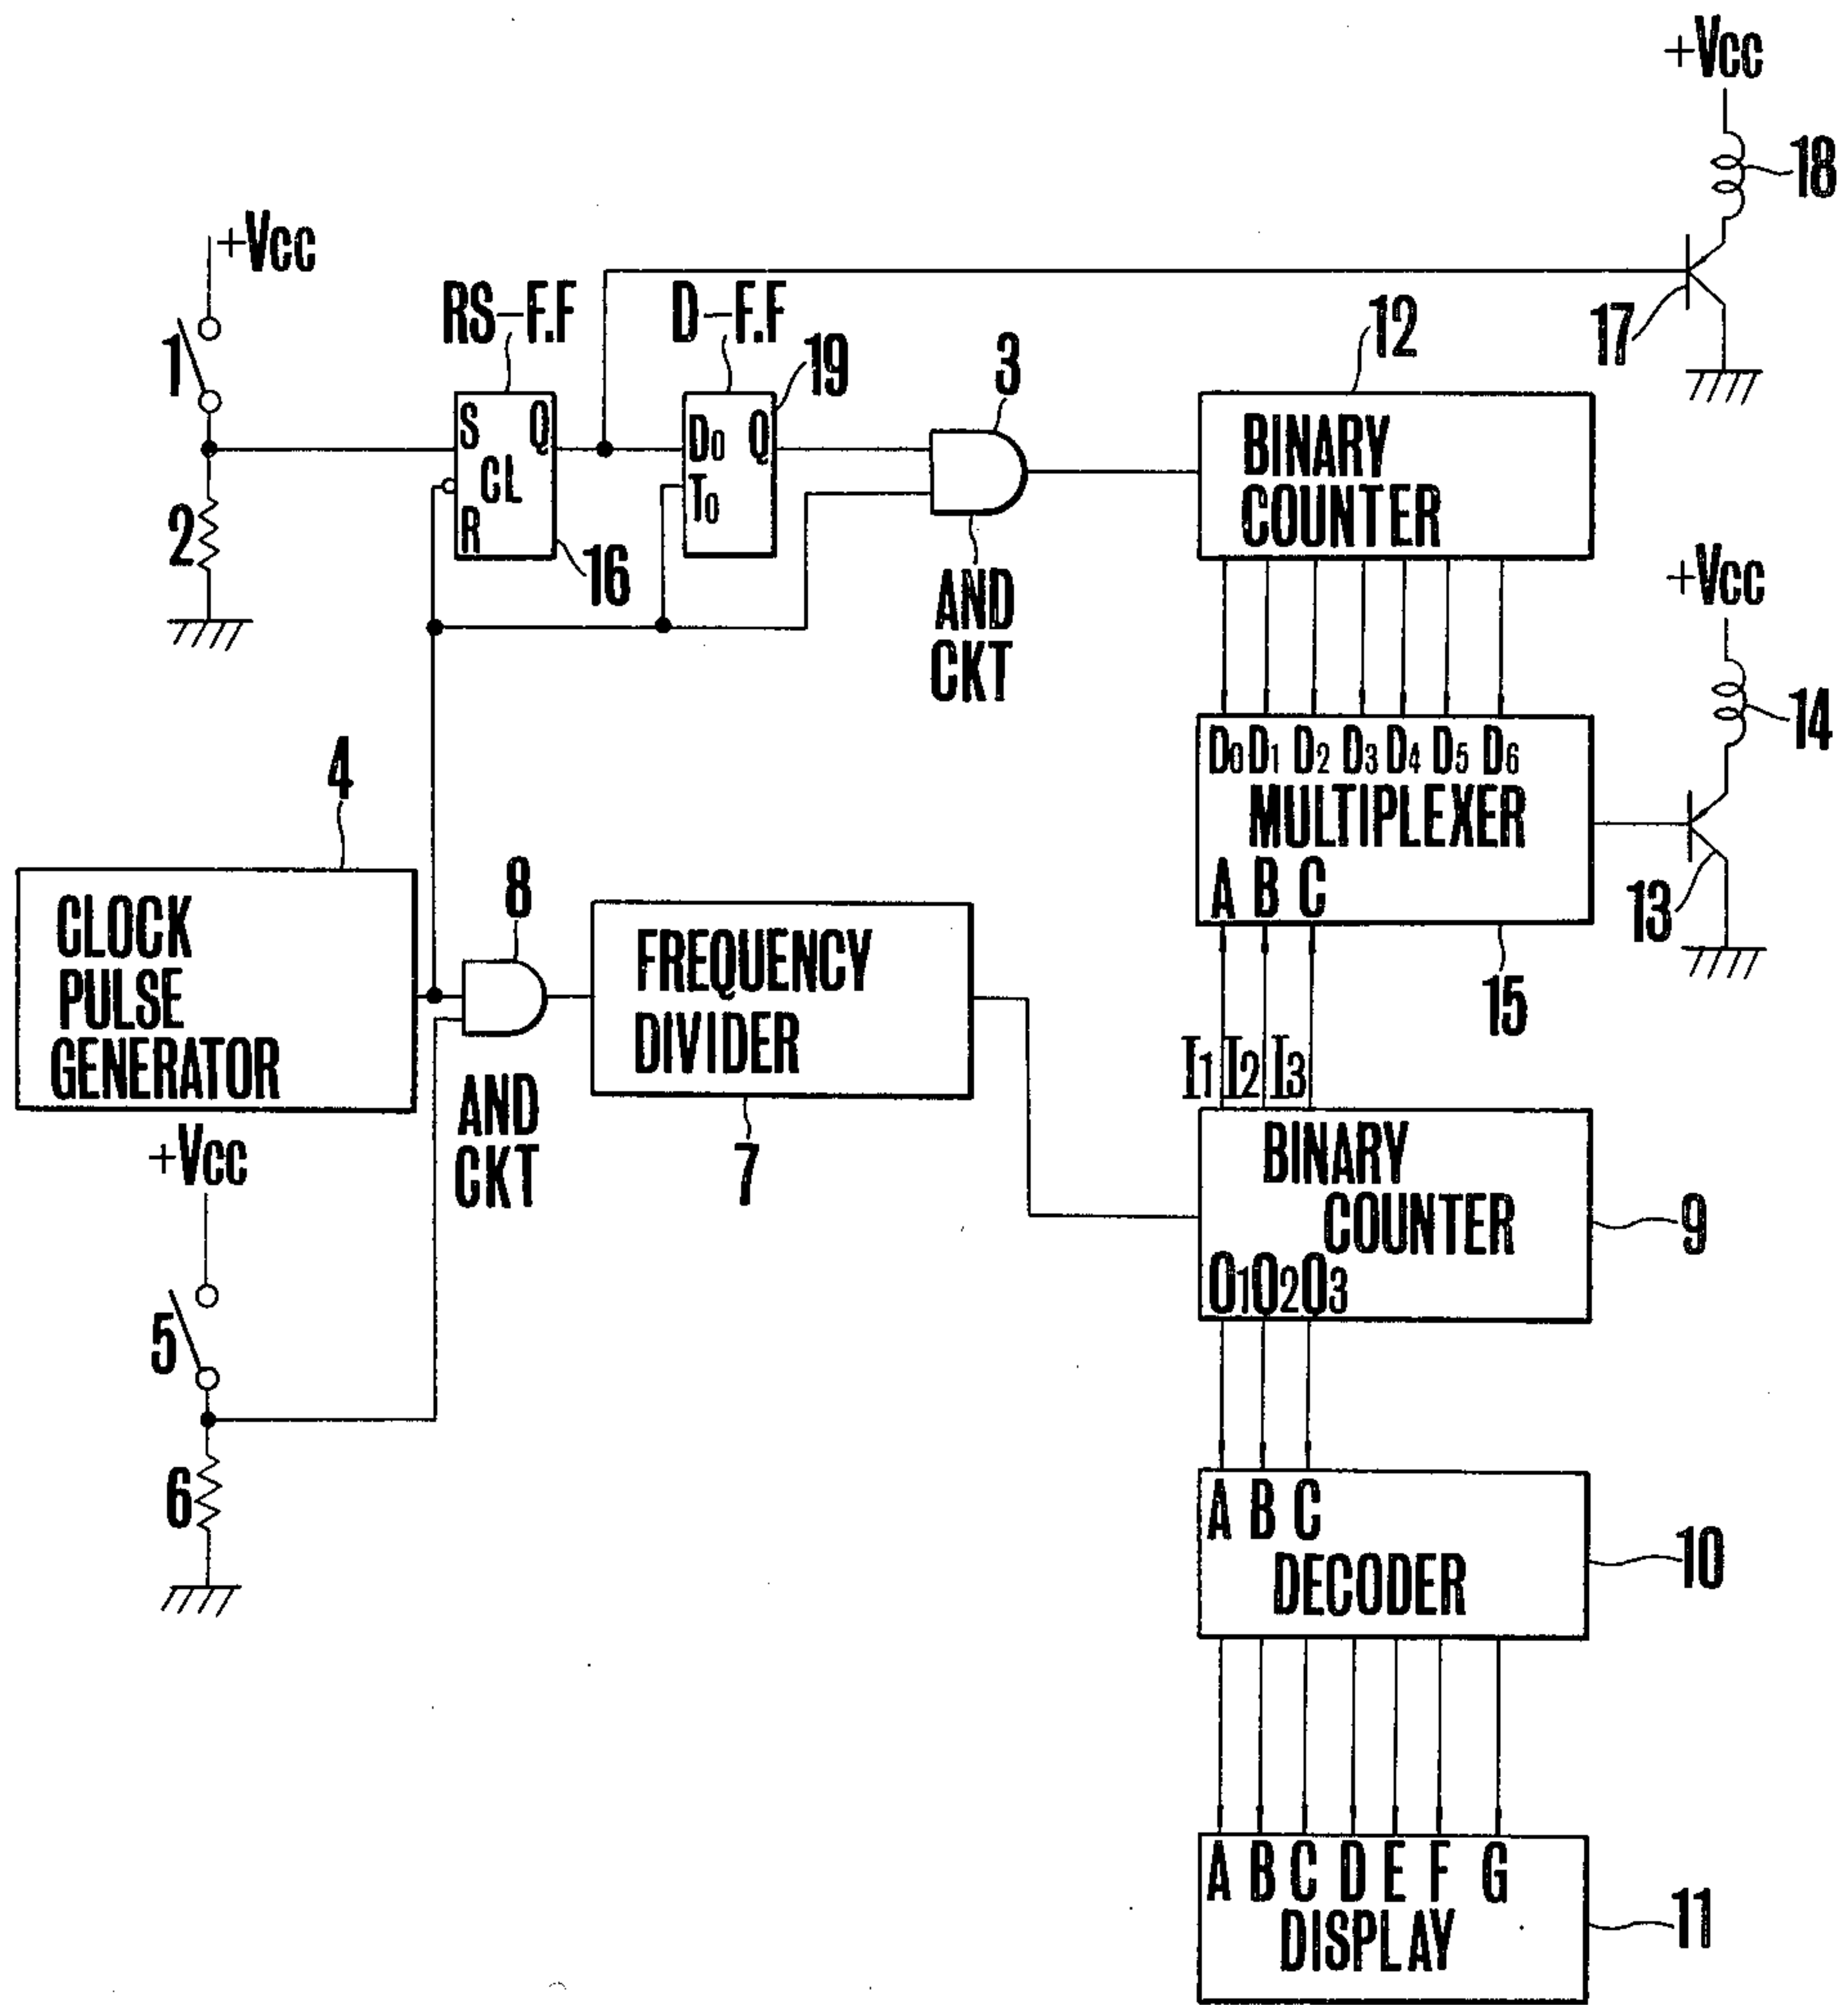 +Vcc
18
+Vcc
RS-F.F
D-F.F
12
17
1
19
3
S Q
CL
R
D0 Q
T0
BINARY
COUNTER
2
16
AND
CKT
+Vcc
14
D0 D1 D2 D3 D4 D5 D6
MULTIPLEXER
A B C
4
8
13
CLOCK
PULSE
GENERATOR
FREQUENCY
DIVIDER
15
AND
CKT
7
I1 I2 I3
+Vcc
BINARY
COUNTER
9
O1 O2 O3
5
6
A B C
DECODER
10
A B C D E F G
DISPLAY
11